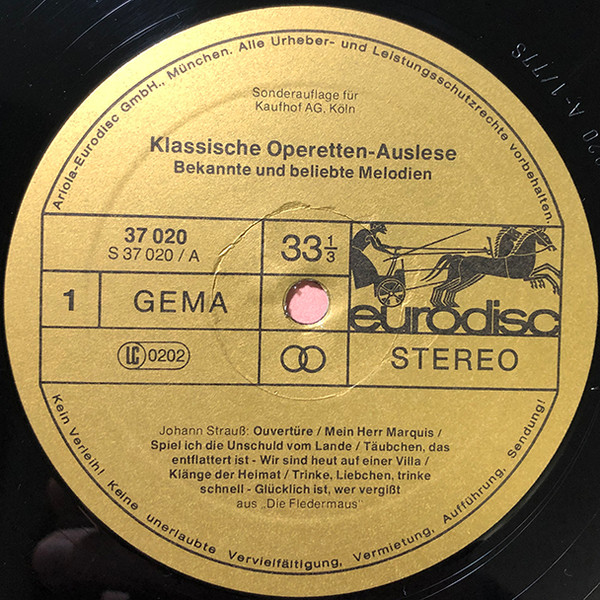 Ariola-Eurodisc GmbH., München. Alle Urheber- und Leistungsschutzrechte vorbehalten.
Sonderauflage für
Kaufhof AG, Köln
Klassische Operetten-Auslese
Bekannte und beliebte Melodien
37 020
S 37 020 / A
33 1/3
1
GEMA
eurodisc
LC 0202
STEREO
Johann Strauß: Ouvertüre / Mein Herr Marquis /
Spiel ich die Unschuld vom Lande / Täubchen, das
entflattert ist - Wir sind heut auf einer Villa /
Klänge der Heimat / Trinke, Liebchen, trinke
schnell - Glücklich ist, wer vergißt
aus „Die Fledermaus"
Kein Verleih! Keine unerlaubte Vervielfältigung, Vermietung, Aufführung, Sendung!